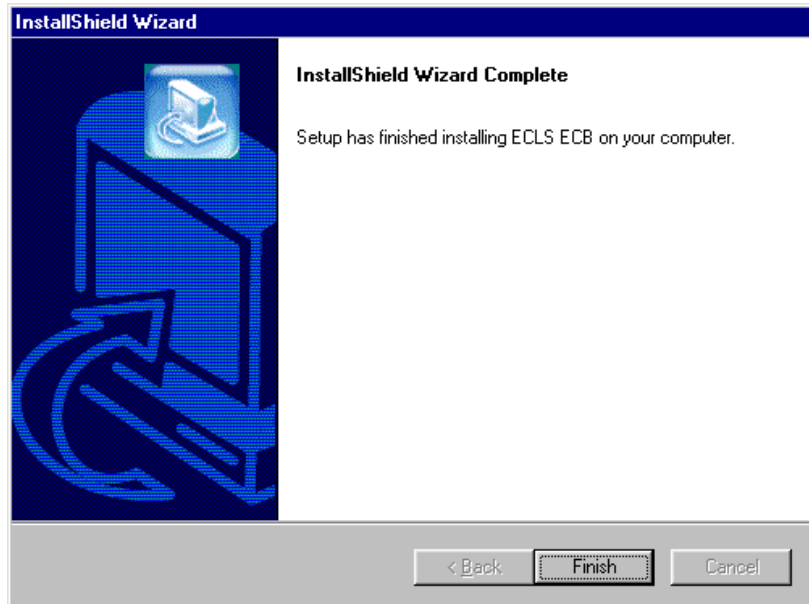 InstallShield Wizard
InstallShield Wizard Complete
Setup has finished installing ECLS ECB on your computer.
< Back Finish Cancel